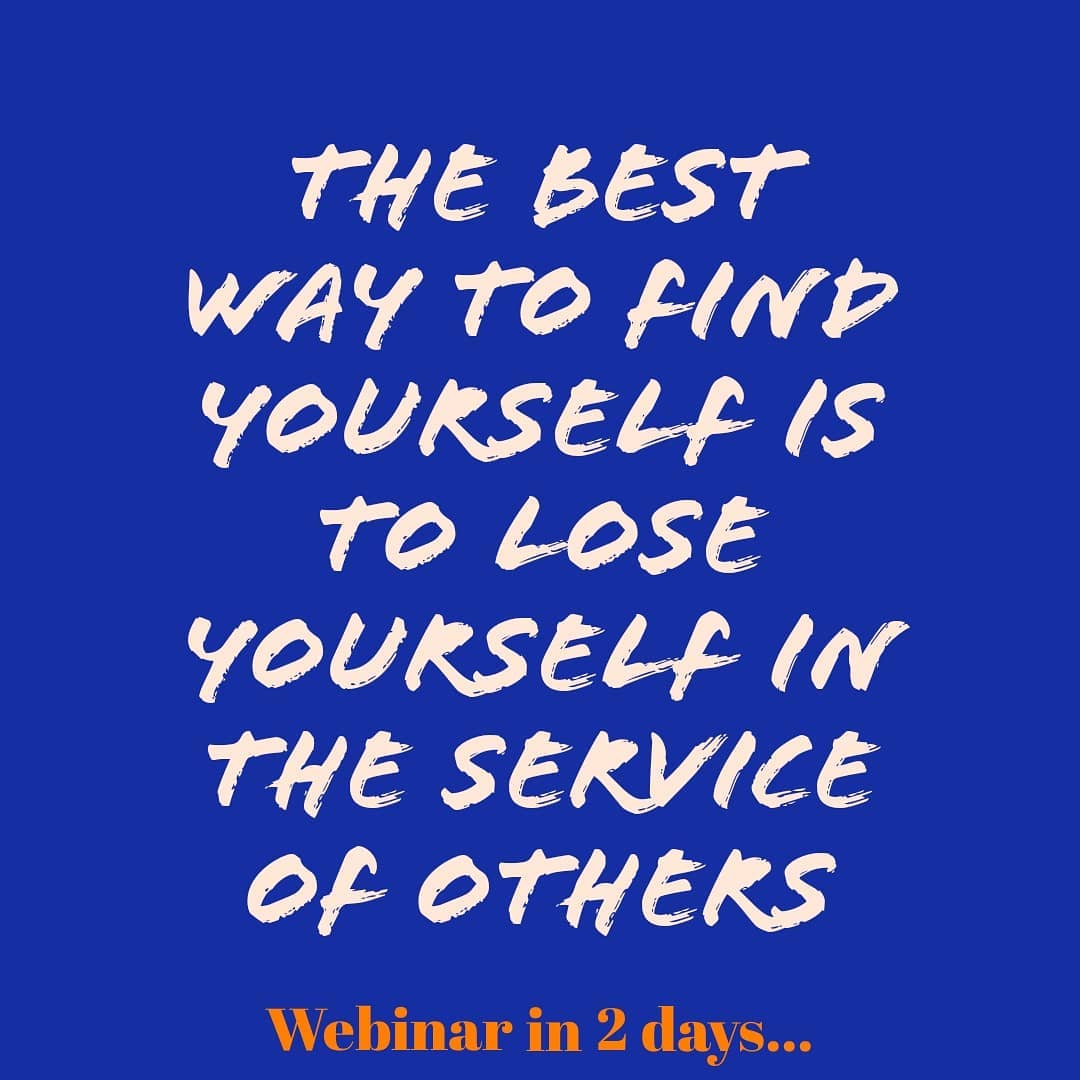 THE BEST
WAY TO FIND
YOURSELF IS
TO LOSE
YOURSELF IN
THE SERVICE
OF OTHERS
Webinar in 2 days...